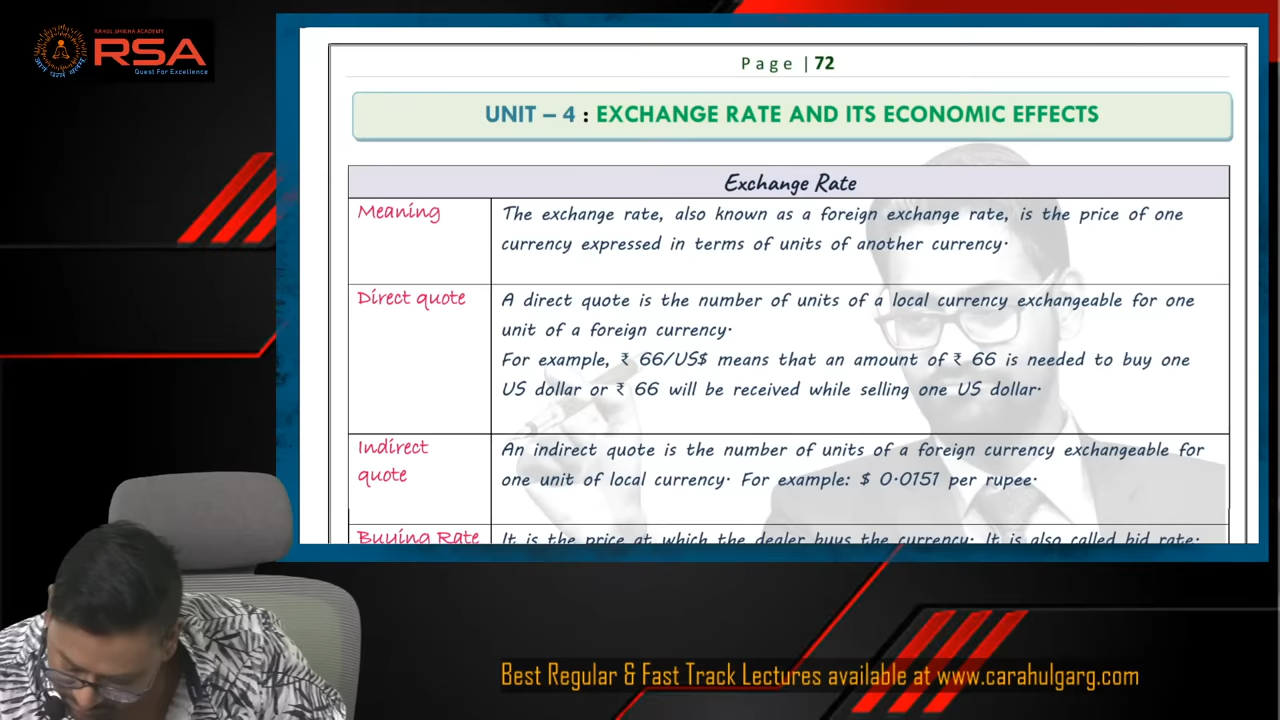 RAHUL JHIKHA ACADEMY
RSA
Quest For Excellence
Page | 72
UNIT – 4 : EXCHANGE RATE AND ITS ECONOMIC EFFECTS
Exchange Rate
Meaning
The exchange rate, also known as a foreign exchange rate, is the price of one
currency expressed in terms of units of another currency.
Direct quote
A direct quote is the number of units of a local currency exchangeable for one
unit of a foreign currency.
For example, ₹ 66/US$ means that an amount of ₹ 66 is needed to buy one
US dollar or ₹ 66 will be received while selling one US dollar.
Indirect
quote
An indirect quote is the number of units of a foreign currency exchangeable for
one unit of local currency. For example: $ 0.0151 per rupee.
Buying Rate
It is the price at which the dealer buys the currency. It is also called bid rate.
Best Regular & Fast Track Lectures available at www.carahulgarg.com